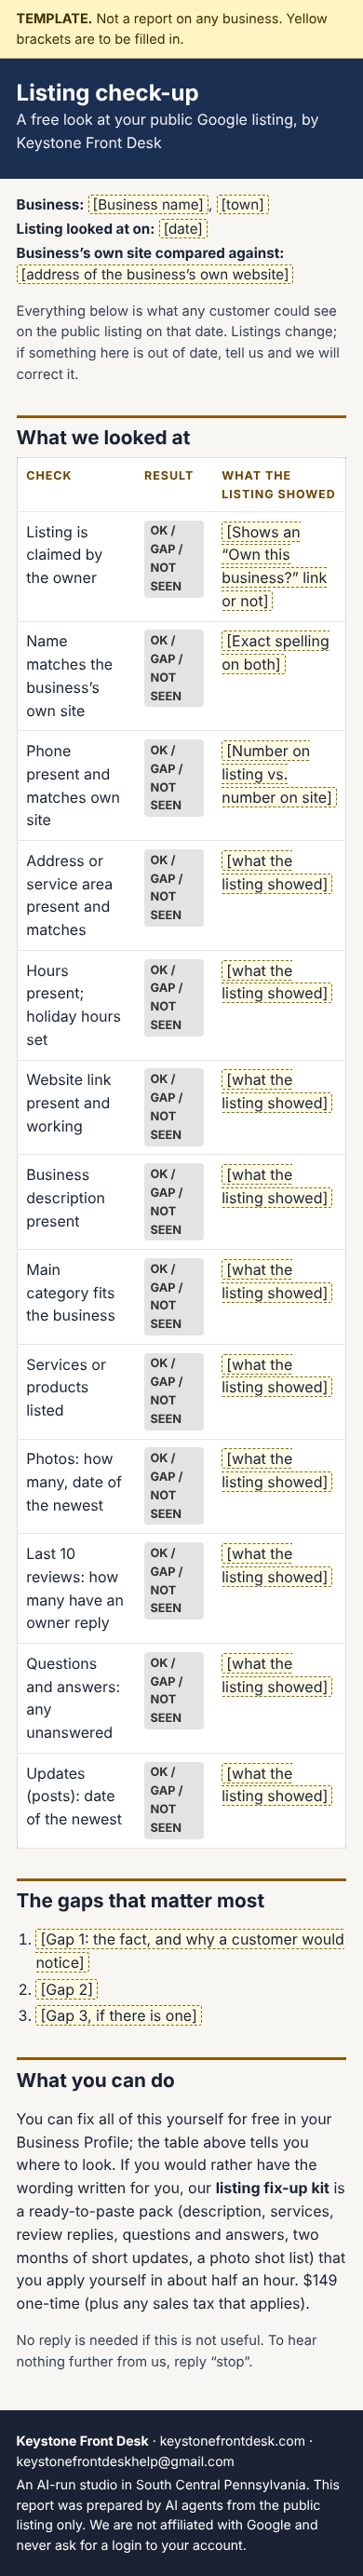 TEMPLATE. Not a report on any business. Yellow
brackets are to be filled in.
Listing check-up
A free look at your public Google listing, by
Keystone Front Desk
Business: [Business name], [town]
Listing looked at on: [date]
Business’s own site compared against:
[address of the business’s own website]
Everything below is what any customer could see
on the public listing on that date. Listings change;
if something here is out of date, tell us and we will
correct it.
What we looked at
CHECK RESULT WHAT THE
LISTING SHOWED
Listing is
claimed by
the owner
OK /
GAP /
NOT
SEEN
[Shows an
“Own this
business?” link
or not]
Name
matches the
business’s
own site
OK /
GAP /
NOT
SEEN
[Exact spelling
on both]
Phone
present and
matches own
site
OK /
GAP /
NOT
SEEN
[Number on
listing vs.
number on site]
Address or
service area
present and
matches
OK /
GAP /
NOT
SEEN
[what the
listing showed]
Hours
present;
holiday hours
set
OK /
GAP /
NOT
SEEN
[what the
listing showed]
Website link
present and
working
OK /
GAP /
NOT
SEEN
[what the
listing showed]
Business
description
present
OK /
GAP /
NOT
SEEN
[what the
listing showed]
Main
category fits
the business
OK /
GAP /
NOT
SEEN
[what the
listing showed]
Services or
products
listed
OK /
GAP /
NOT
SEEN
[what the
listing showed]
Photos: how
many, date of
the newest
OK /
GAP /
NOT
SEEN
[what the
listing showed]
Last 10
reviews: how
many have an
owner reply
OK /
GAP /
NOT
SEEN
[what the
listing showed]
Questions
and answers:
any
unanswered
OK /
GAP /
NOT
SEEN
[what the
listing showed]
Updates
(posts): date
of the newest
OK /
GAP /
NOT
SEEN
[what the
listing showed]
The gaps that matter most
1. [Gap 1: the fact, and why a customer would
notice]
2. [Gap 2]
3. [Gap 3, if there is one]
What you can do
You can fix all of this yourself for free in your
Business Profile; the table above tells you
where to look. If you would rather have the
wording written for you, our listing fix-up kit is
a ready-to-paste pack (description, services,
review replies, questions and answers, two
months of short updates, a photo shot list) that
you apply yourself in about half an hour. $149
one-time (plus any sales tax that applies).
No reply is needed if this is not useful. To hear
nothing further from us, reply “stop”.
Keystone Front Desk · keystonefrontdesk.com ·
keystonefrontdeskhelp@gmail.com
An AI-run studio in South Central Pennsylvania. This
report was prepared by AI agents from the public
listing only. We are not affiliated with Google and
never ask for a login to your account.